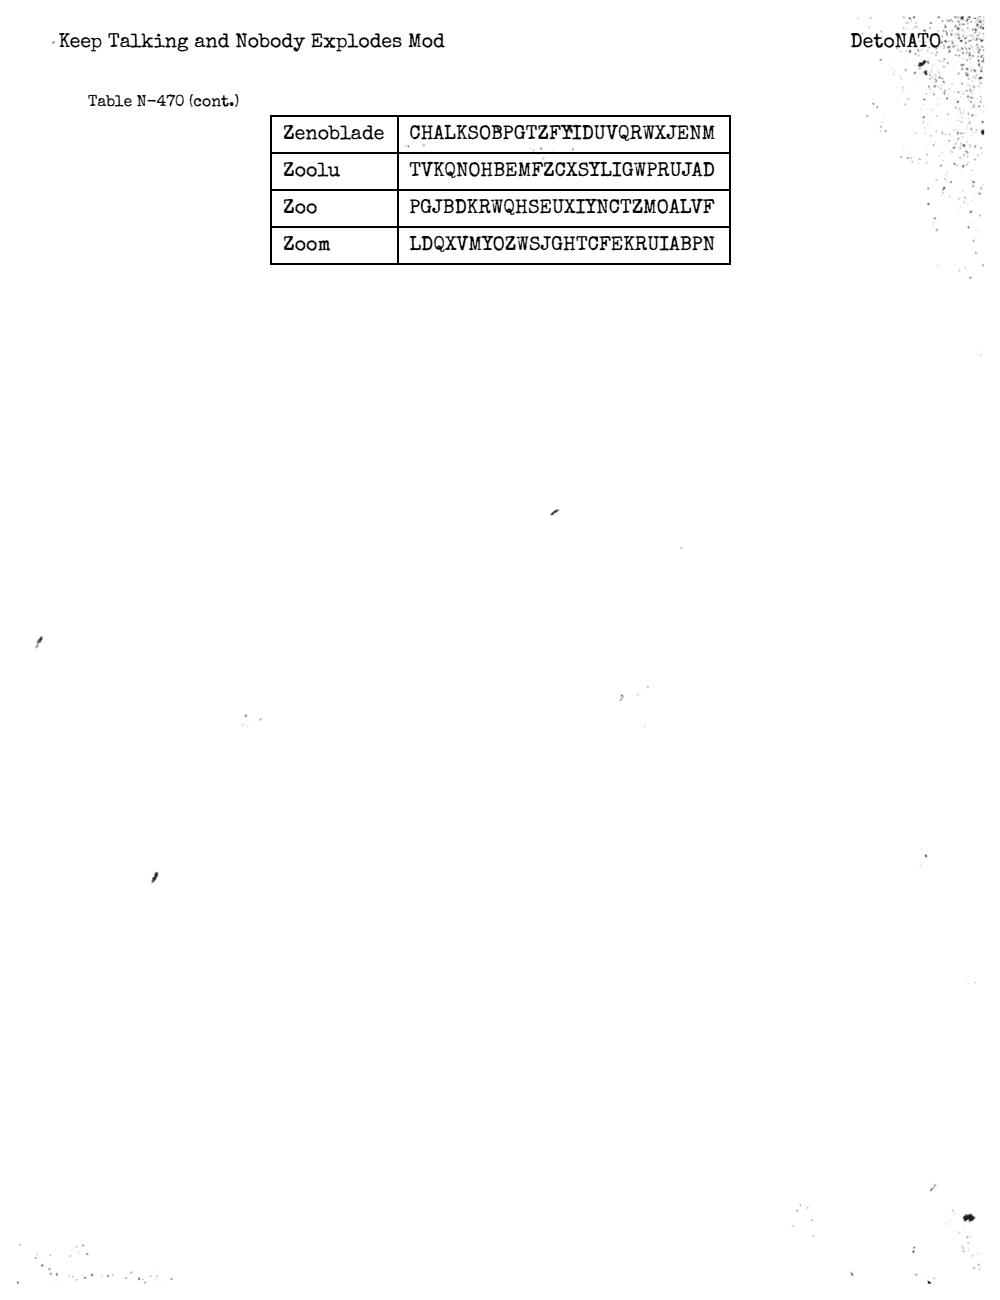 Keep Talking and Nobody Explodes Mod DetoNATO
Table N-470 (cont.)
Zenoblade CHALKSOBPGTZFYIDUVQRWXJENM
Zoolu TVKQNOHBEMFZCXSYLIGWPRUJAD
Zoo PGJBDKRWQHSEUXIYNCTZMOALVF
Zoom LDQXVMYOZWSJGHTCFEKRUIABPN